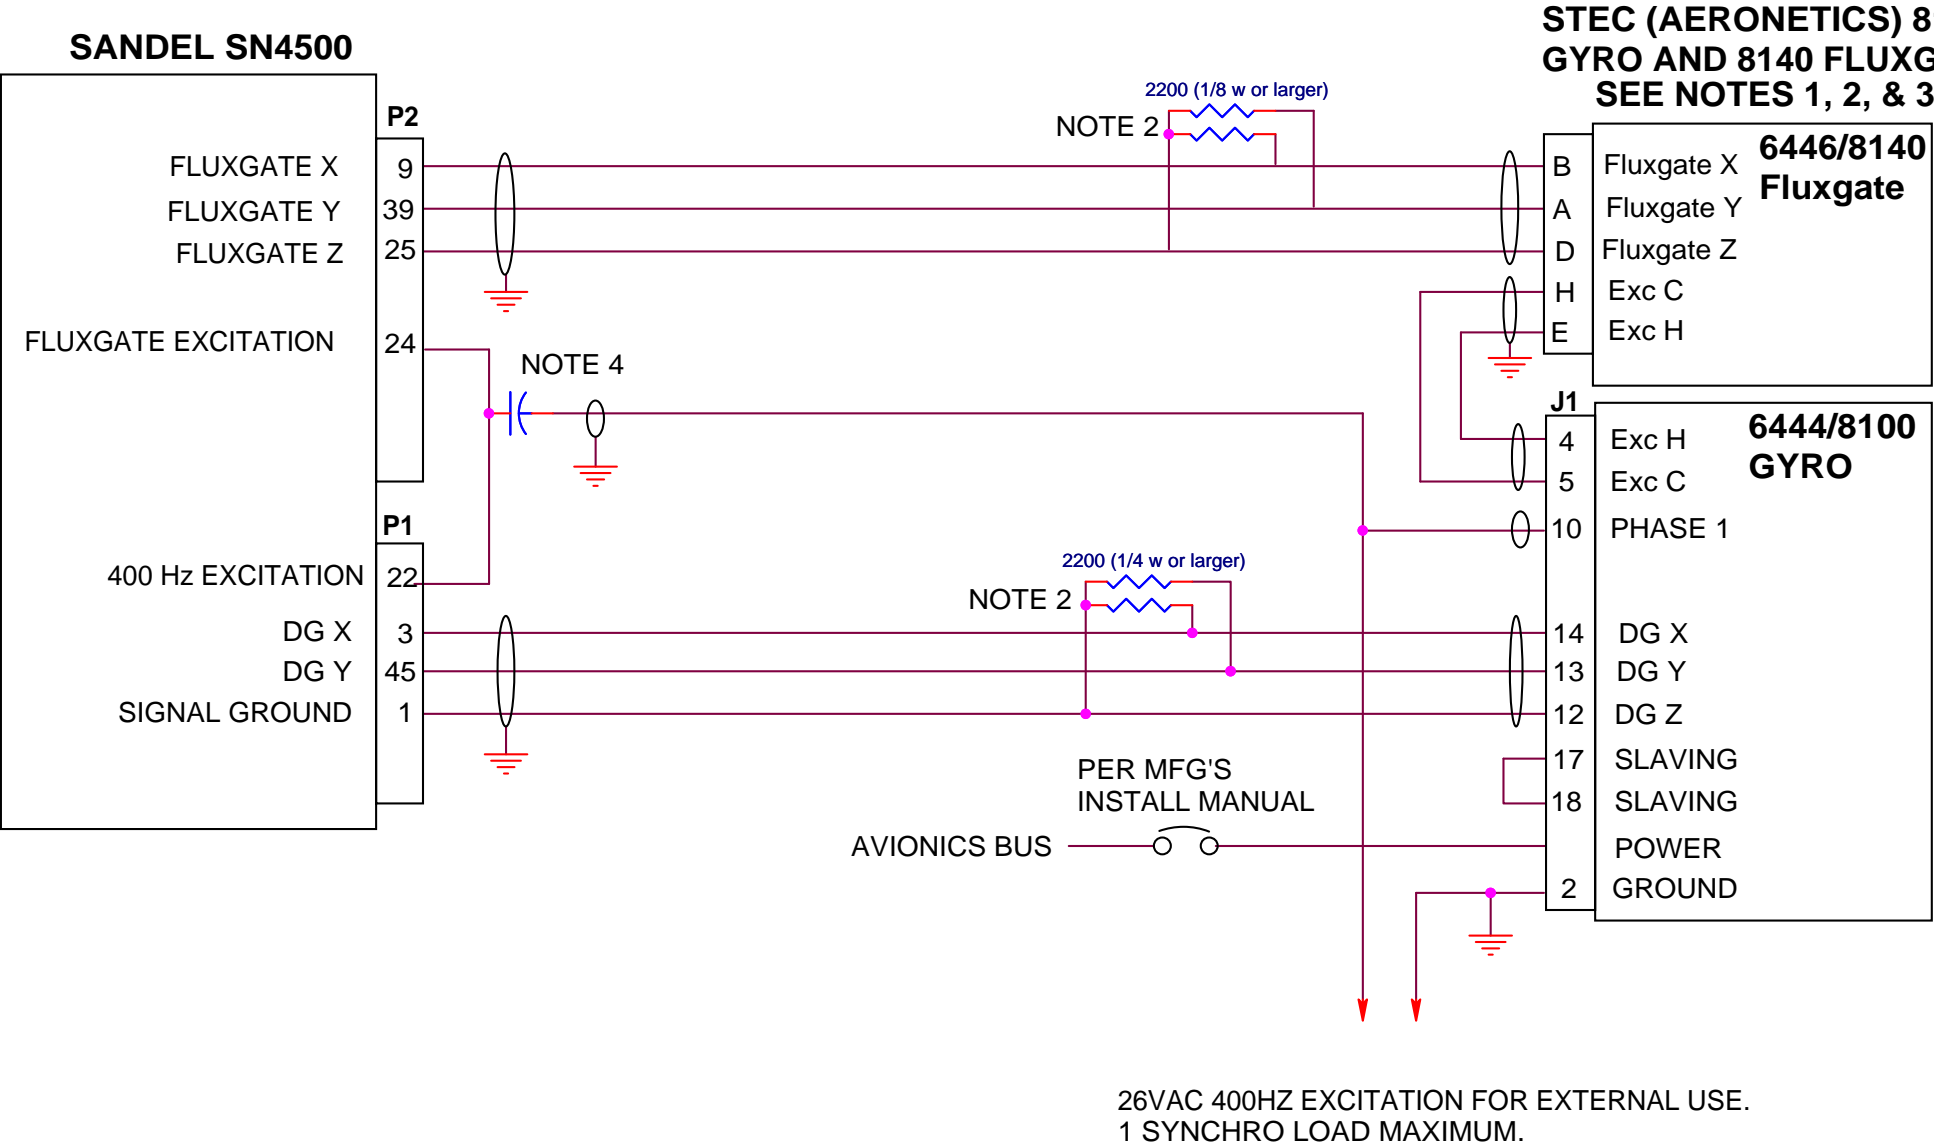 STEC (AERONETICS) 8
GYRO AND 8140 FLUXG
SEE NOTES 1, 2, & 3
SANDEL SN4500
P2
FLUXGATE X 9
FLUXGATE Y 39
FLUXGATE Z 25
FLUXGATE EXCITATION 24
NOTE 4
P1
400 Hz EXCITATION 22
DG X 3
DG Y 45
SIGNAL GROUND 1
2200 (1/8 w or larger)
NOTE 2
2200 (1/4 w or larger)
NOTE 2
PER MFG'S
INSTALL MANUAL
AVIONICS BUS
6446/8140
Fluxgate
B Fluxgate X
A Fluxgate Y
D Fluxgate Z
H Exc C
E Exc H
J1
6444/8100
GYRO
4 Exc H
5 Exc C
10 PHASE 1
14 DG X
13 DG Y
12 DG Z
17 SLAVING
18 SLAVING
POWER
2 GROUND
26VAC 400HZ EXCITATION FOR EXTERNAL USE.
1 SYNCHRO LOAD MAXIMUM.